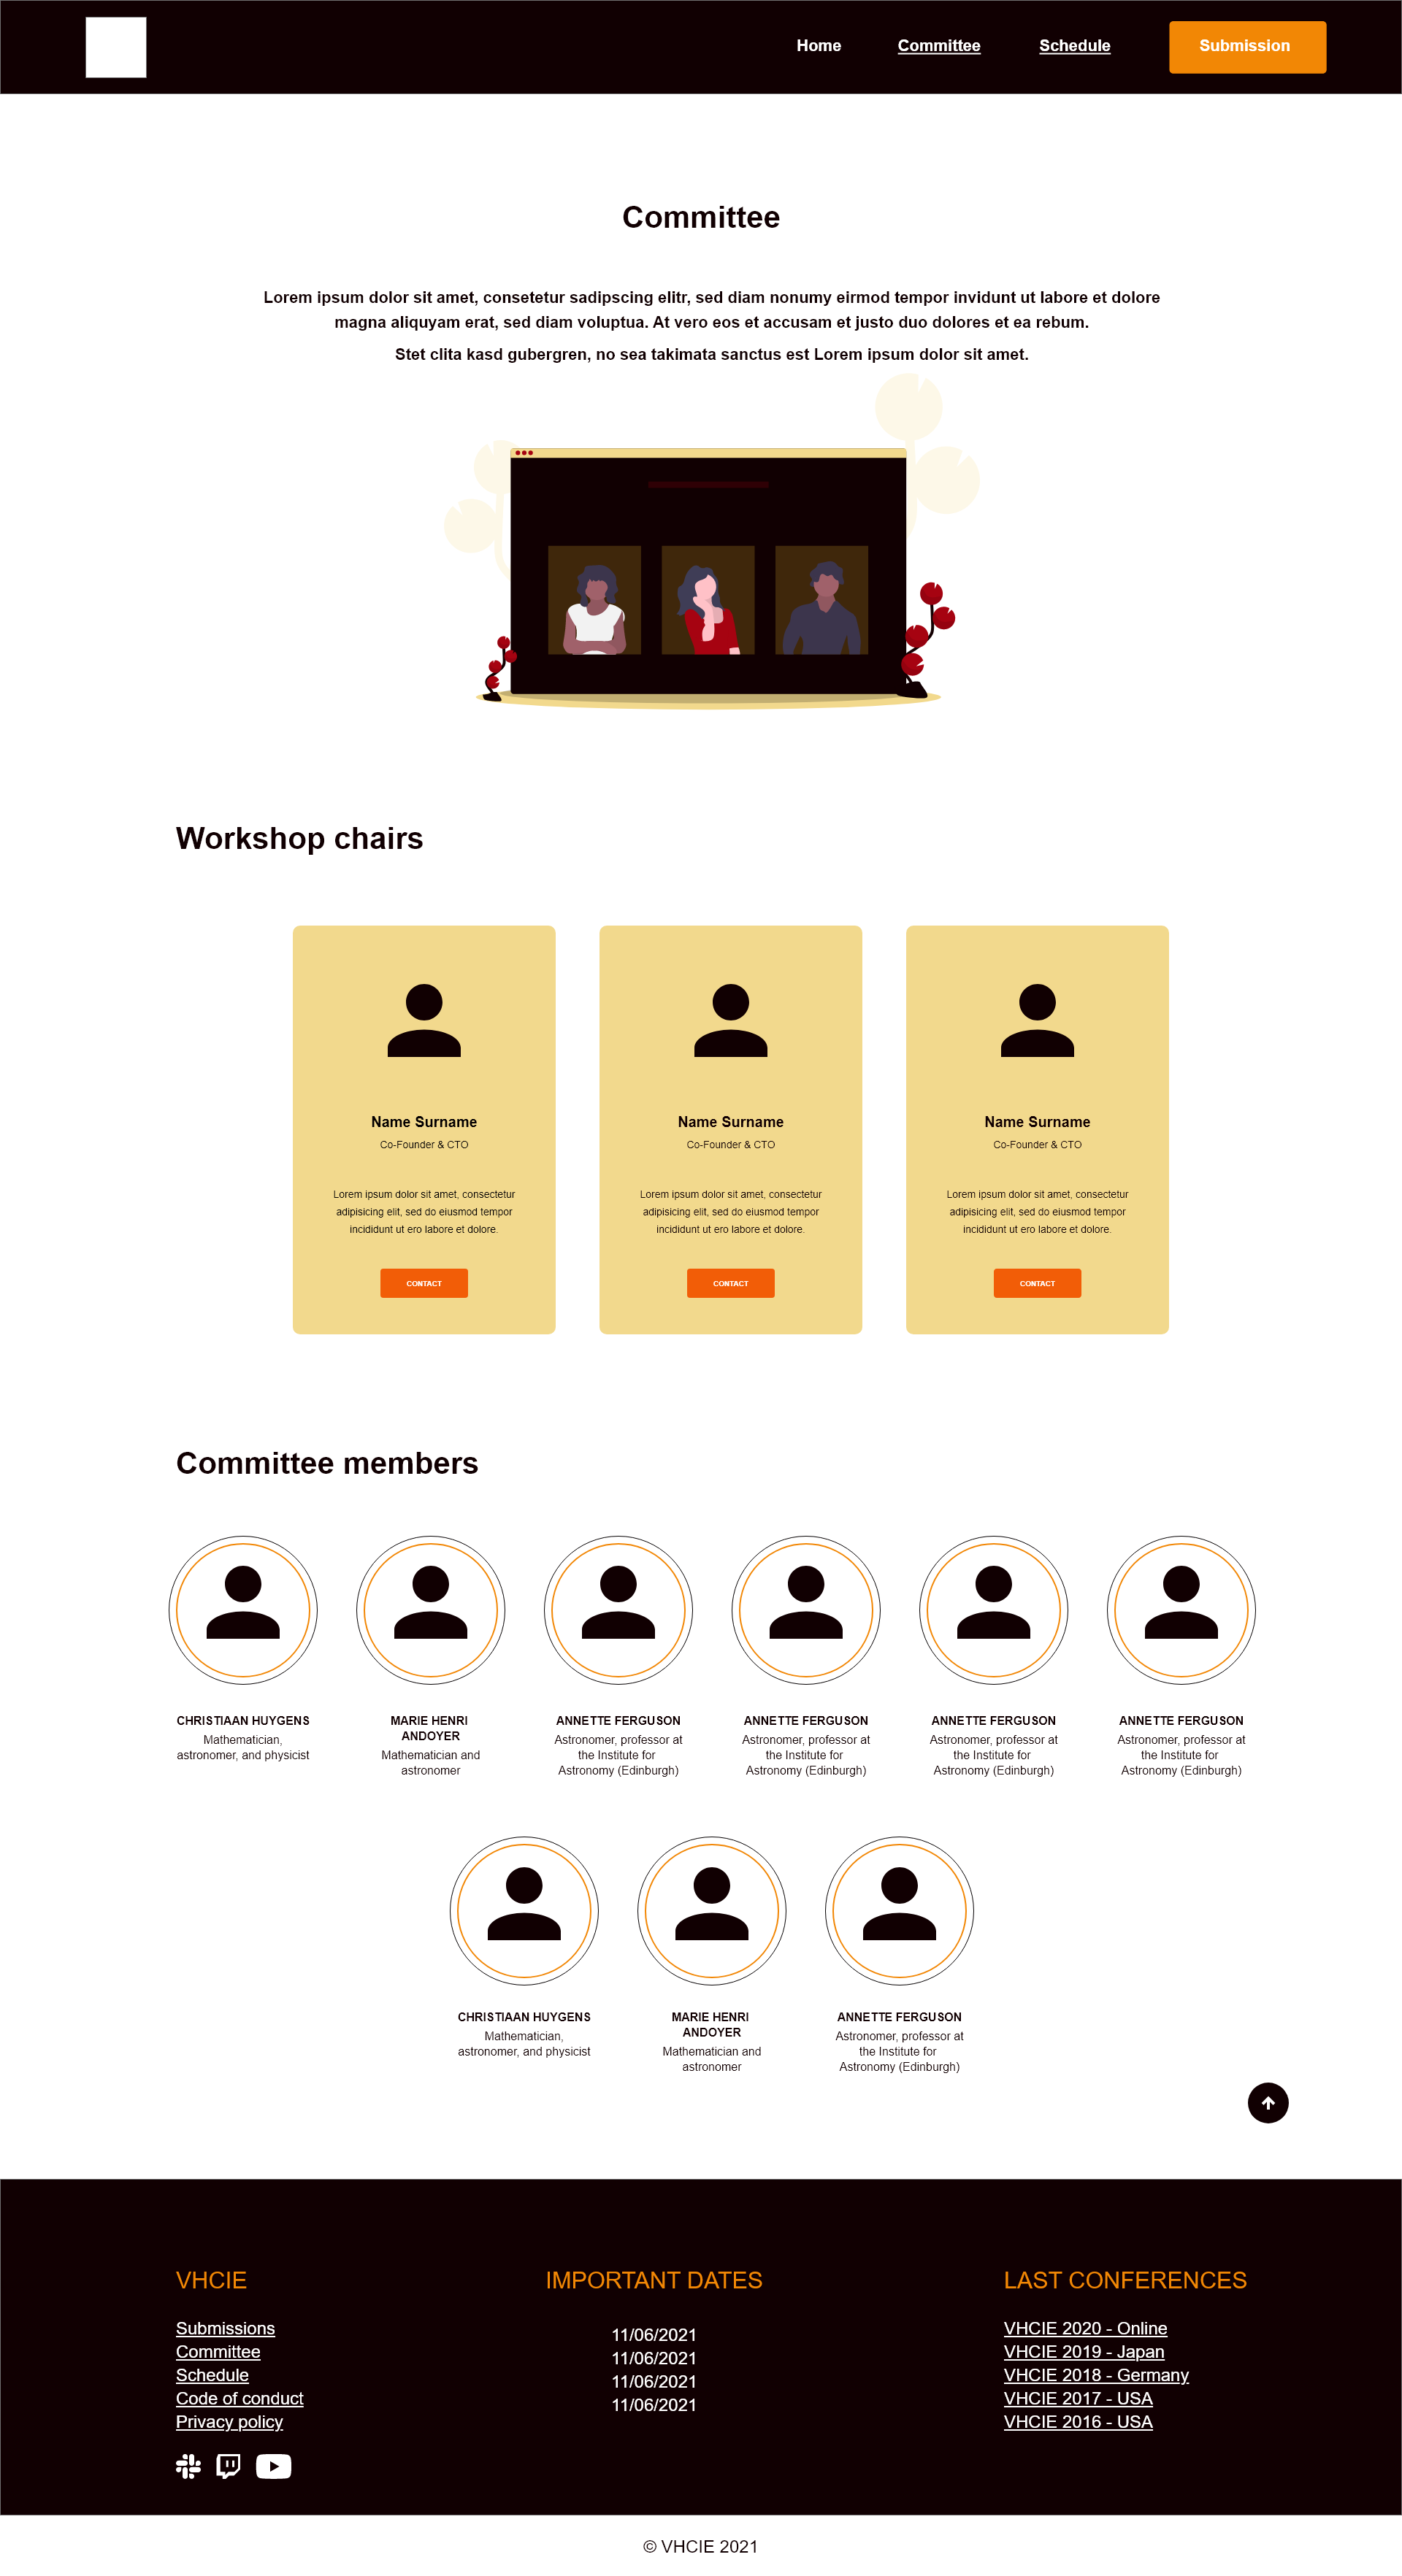 Home Committee Schedule Submission
Committee
Lorem ipsum dolor sit amet, consetetur sadipscing elitr, sed diam nonumy eirmod tempor invidunt ut labore et dolore
magna aliquyam erat, sed diam voluptua. At vero eos et accusam et justo duo dolores et ea rebum.
Stet clita kasd gubergren, no sea takimata sanctus est Lorem ipsum dolor sit amet.
Workshop chairs
Name Surname
Co-Founder & CTO
Lorem ipsum dolor sit amet, consectetur
adipisicing elit, sed do eiusmod tempor
incididunt ut ero labore et dolore.
CONTACT
Name Surname
Co-Founder & CTO
Lorem ipsum dolor sit amet, consectetur
adipisicing elit, sed do eiusmod tempor
incididunt ut ero labore et dolore.
CONTACT
Name Surname
Co-Founder & CTO
Lorem ipsum dolor sit amet, consectetur
adipisicing elit, sed do eiusmod tempor
incididunt ut ero labore et dolore.
CONTACT
Committee members
CHRISTIAAN HUYGENS
Mathematician,
astronomer, and physicist
MARIE HENRI
ANDOYER
Mathematician and
astronomer
ANNETTE FERGUSON
Astronomer, professor at
the Institute for
Astronomy (Edinburgh)
ANNETTE FERGUSON
Astronomer, professor at
the Institute for
Astronomy (Edinburgh)
ANNETTE FERGUSON
Astronomer, professor at
the Institute for
Astronomy (Edinburgh)
ANNETTE FERGUSON
Astronomer, professor at
the Institute for
Astronomy (Edinburgh)
CHRISTIAAN HUYGENS
Mathematician,
astronomer, and physicist
MARIE HENRI
ANDOYER
Mathematician and
astronomer
ANNETTE FERGUSON
Astronomer, professor at
the Institute for
Astronomy (Edinburgh)
VHCIE
Submissions
Committee
Schedule
Code of conduct
Privacy policy
IMPORTANT DATES
11/06/2021
11/06/2021
11/06/2021
11/06/2021
LAST CONFERENCES
VHCIE 2020 - Online
VHCIE 2019 - Japan
VHCIE 2018 - Germany
VHCIE 2017 - USA
VHCIE 2016 - USA
© VHCIE 2021